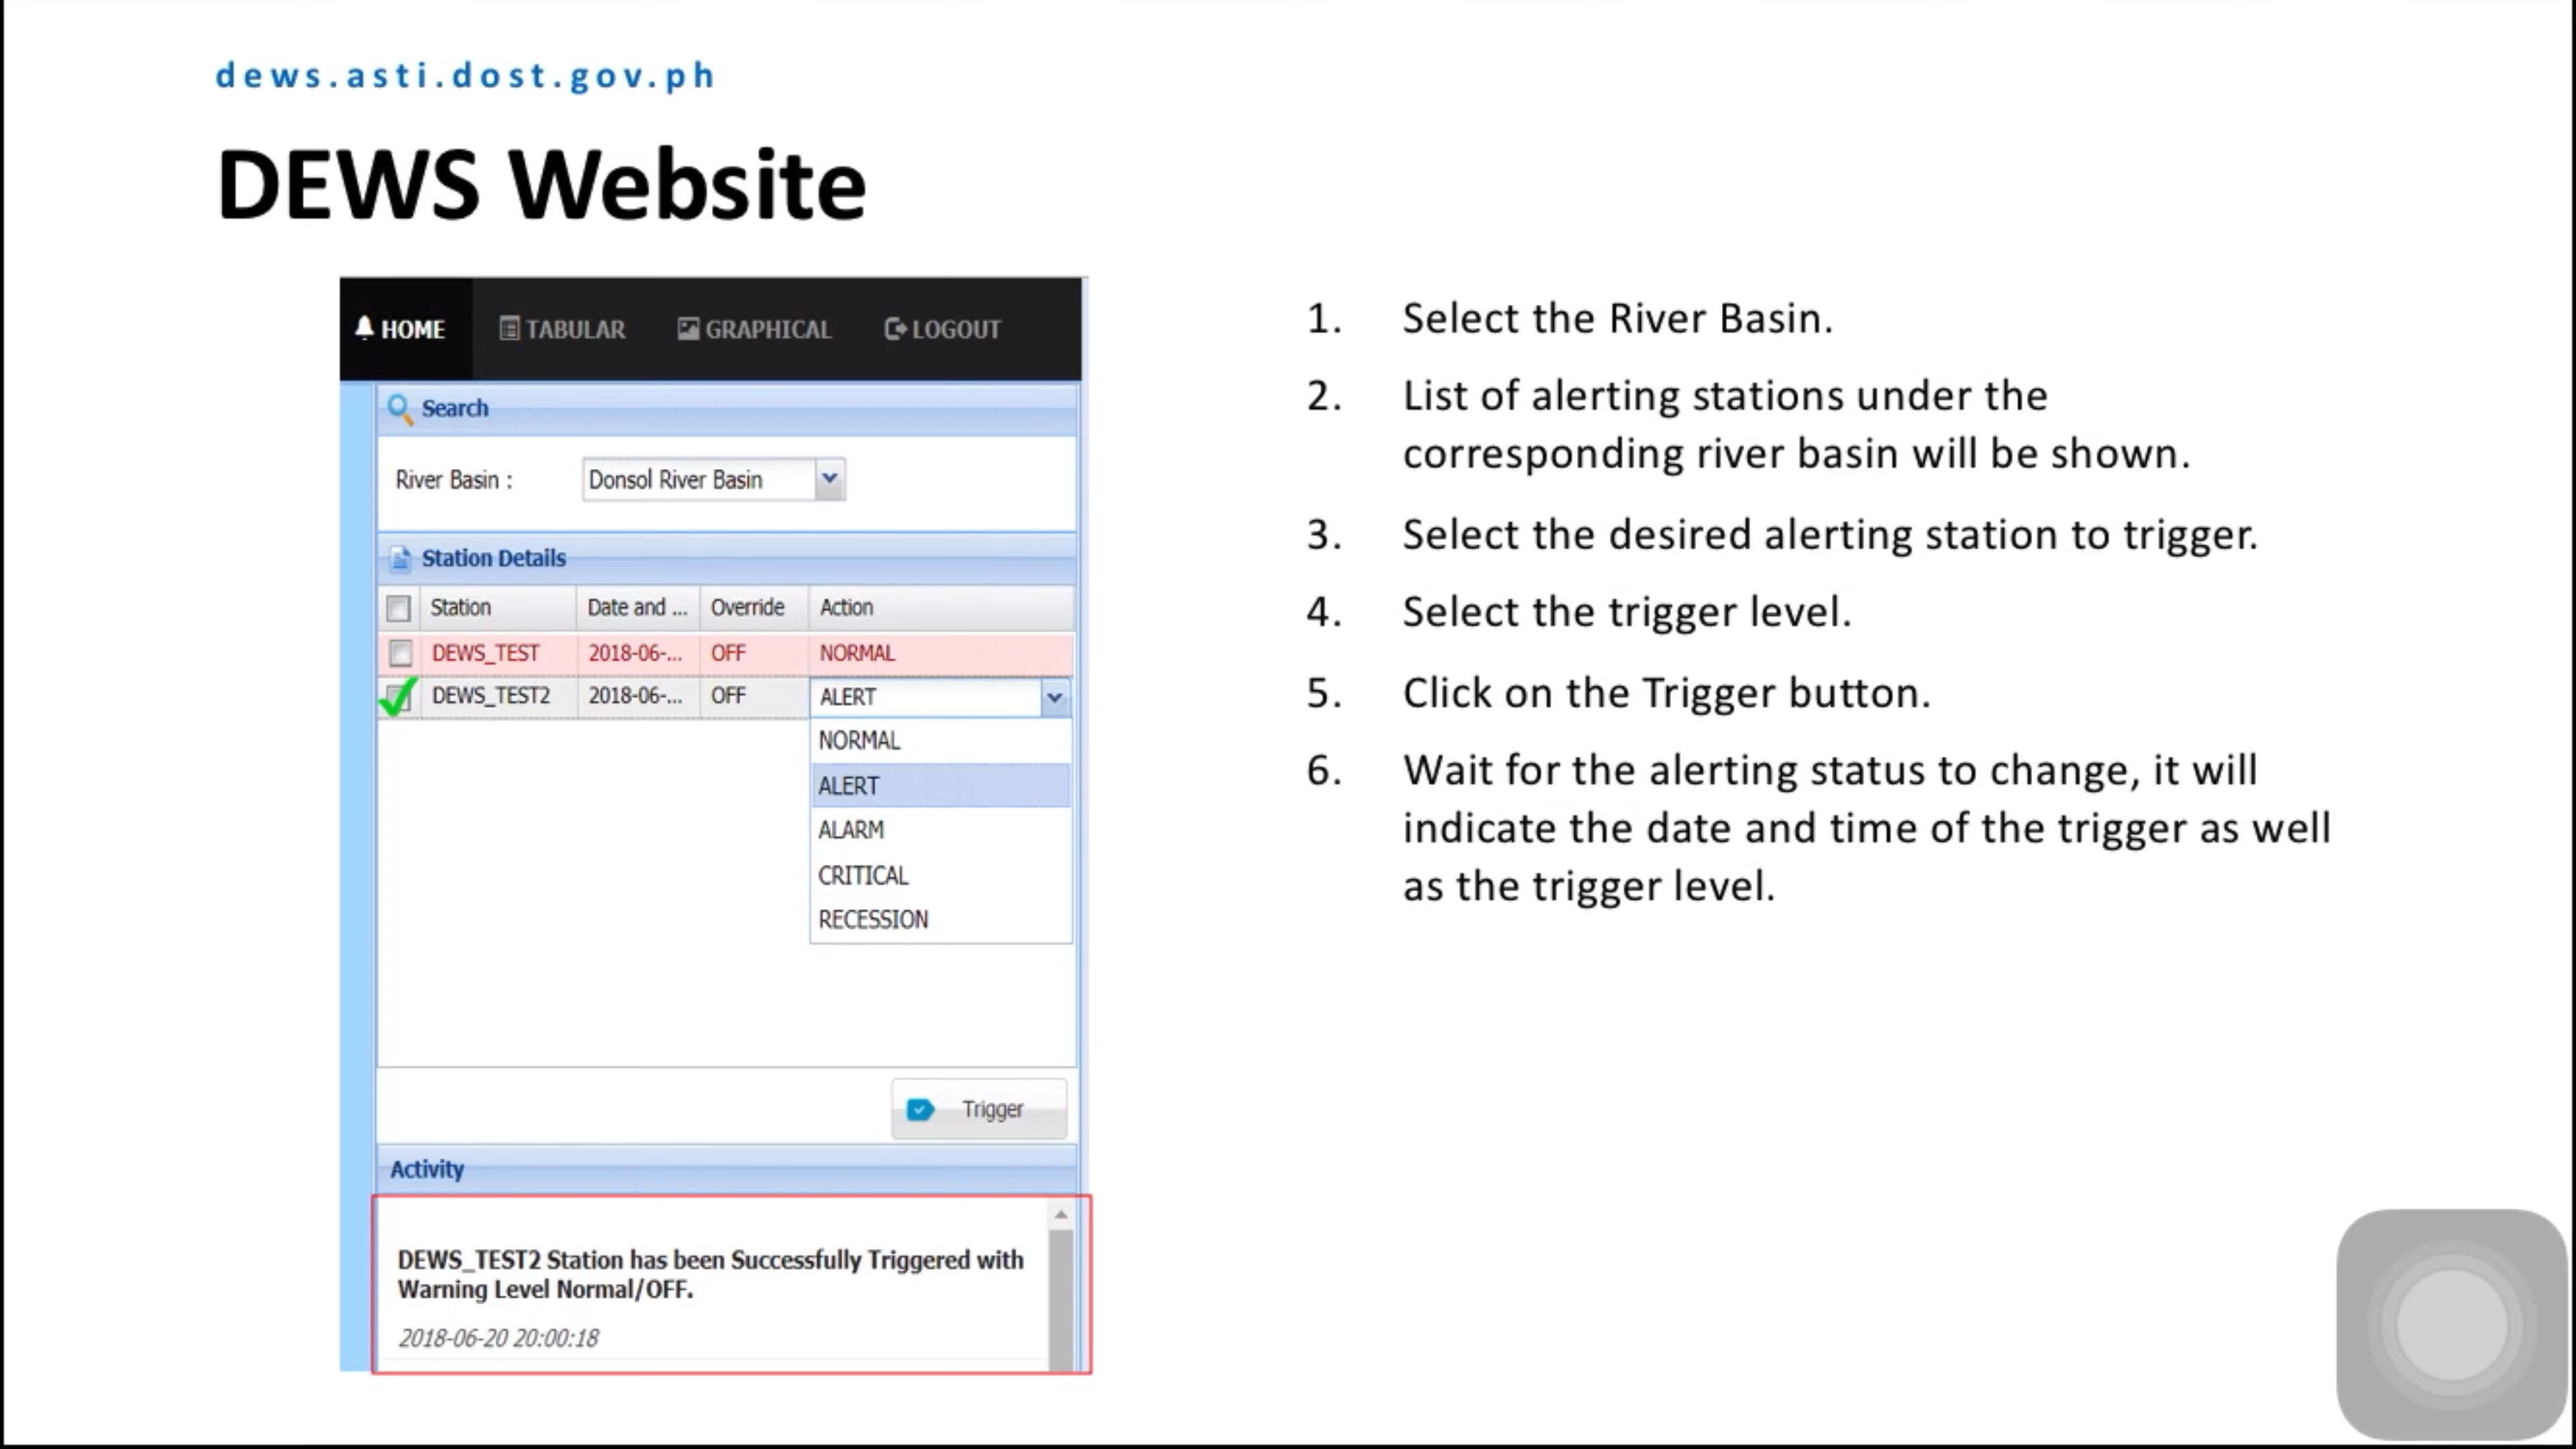 dews.asti.dost.gov.ph
DEWS Website
HOME TABULAR GRAPHICAL LOGOUT
Search
River Basin : Donsol River Basin
Station Details
Station Date and ... Override Action
DEWS_TEST 2018-06-... OFF NORMAL
DEWS_TEST2 2018-06-... OFF ALERT
NORMAL
ALERT
ALARM
CRITICAL
RECESSION
Trigger
Activity
DEWS_TEST2 Station has been Successfully Triggered with
Warning Level Normal/OFF.
2018-06-20 20:00:18
1. Select the River Basin.
2. List of alerting stations under the
corresponding river basin will be shown.
3. Select the desired alerting station to trigger.
4. Select the trigger level.
5. Click on the Trigger button.
6. Wait for the alerting status to change, it will
indicate the date and time of the trigger as well
as the trigger level.